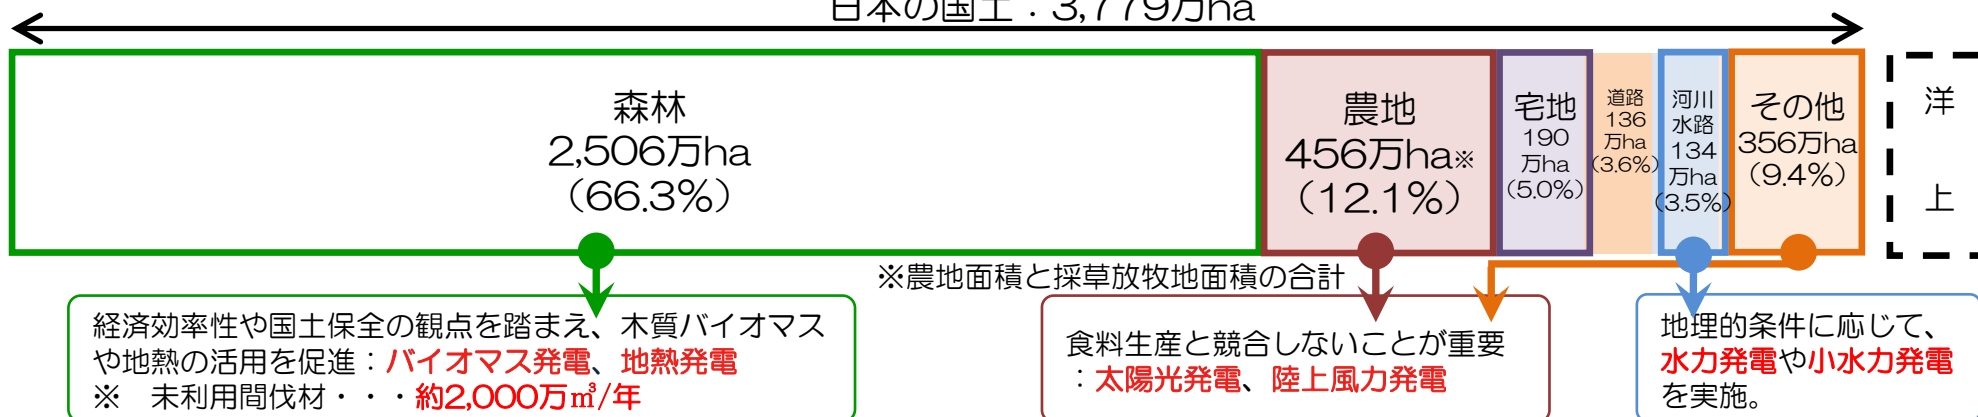 日本の国土：3,779万ha
森林
2,506万ha
（66.3%）
農地
456万ha※
（12.1%）
宅地
190
万ha
(5.0%)
道路
136
万ha
(3.6%)
河川
水路
134
万ha
(3.5%)
その他
356万ha
（9.4%）
洋
上
※農地面積と採草放牧地面積の合計
経済効率性や国土保全の観点を踏まえ、木質バイオマス
や地熱の活用を促進：バイオマス発電、地熱発電
※　未利用間伐材・・・約2,000万㎥/年
食料生産と競合しないことが重要
：太陽光発電、陸上風力発電
地理的条件に応じて、
水力発電や小水力発電
を実施。